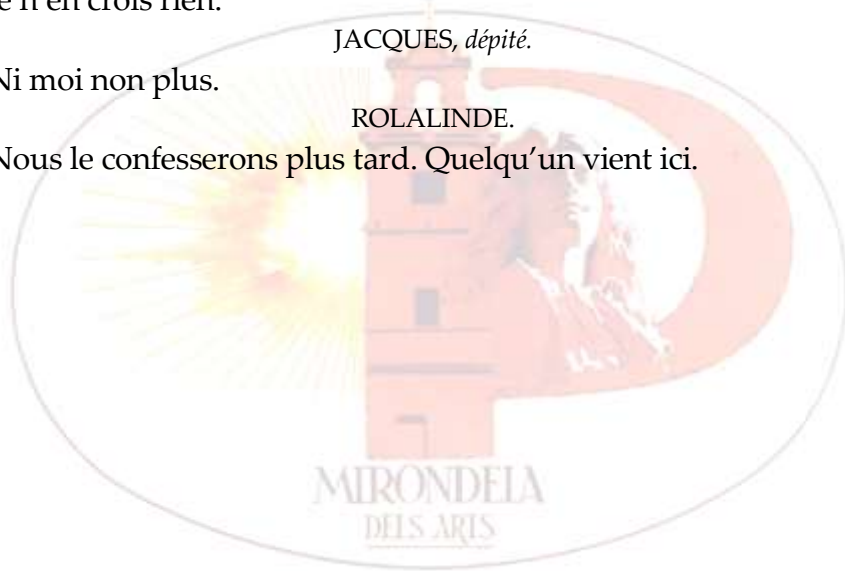 Je n'en crois rien.
JACQUES, dépité.
Ni moi non plus.
ROLALINDE.
Nous le confesserons plus tard. Quelqu’un vient ici.
MIRONDELA
DELS ARTS